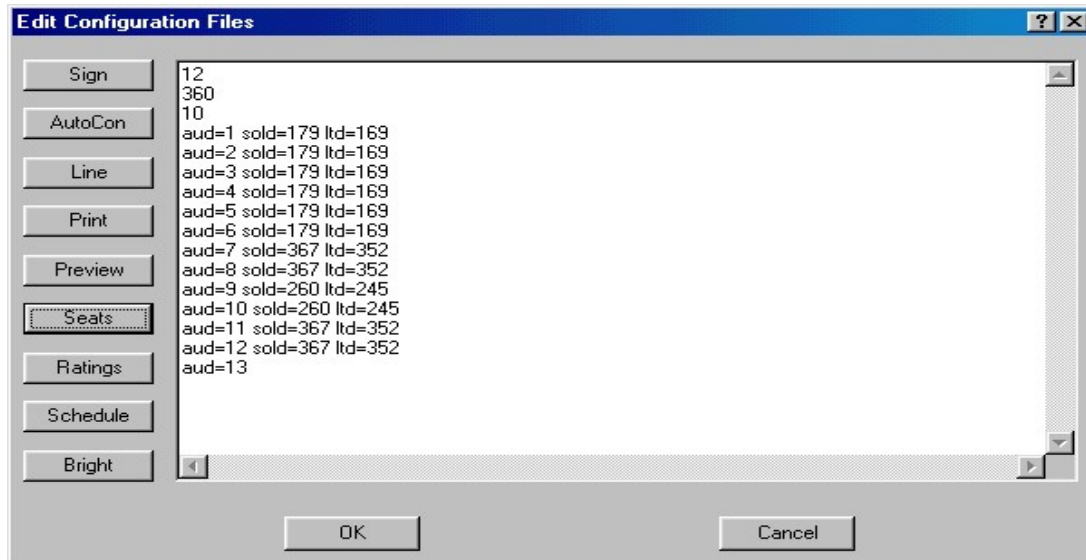 Edit Configuration Files
Sign
AutoCon
Line
Print
Preview
Seats
Ratings
Schedule
Bright
12
360
10
aud=1 sold=179 ltd=169
aud=2 sold=179 ltd=169
aud=3 sold=179 ltd=169
aud=4 sold=179 ltd=169
aud=5 sold=179 ltd=169
aud=6 sold=179 ltd=169
aud=7 sold=367 ltd=352
aud=8 sold=367 ltd=352
aud=9 sold=260 ltd=245
aud=10 sold=260 ltd=245
aud=11 sold=367 ltd=352
aud=12 sold=367 ltd=352
aud=13
OK
Cancel